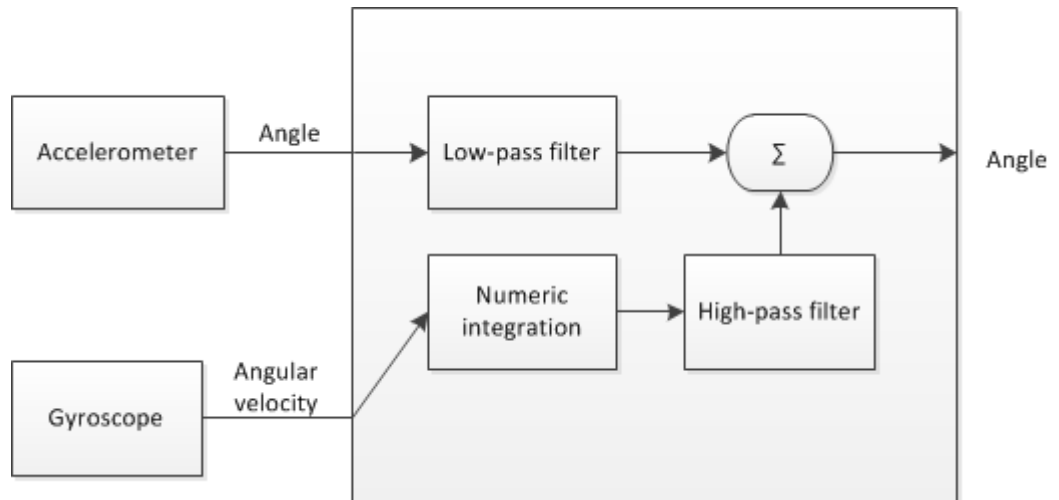 Accelerometer
Angle
Low-pass filter
Σ
Angle
Numeric
integration
High-pass filter
Gyroscope
Angular
velocity